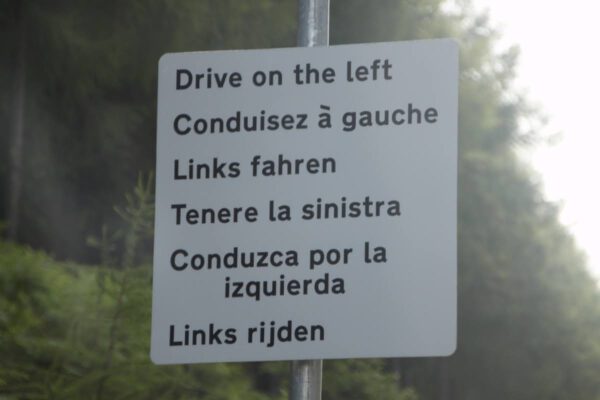 Drive on the left
Conduisez à gauche
Links fahren
Tenere la sinistra
Conduzca por la
izquierda
Links rijden